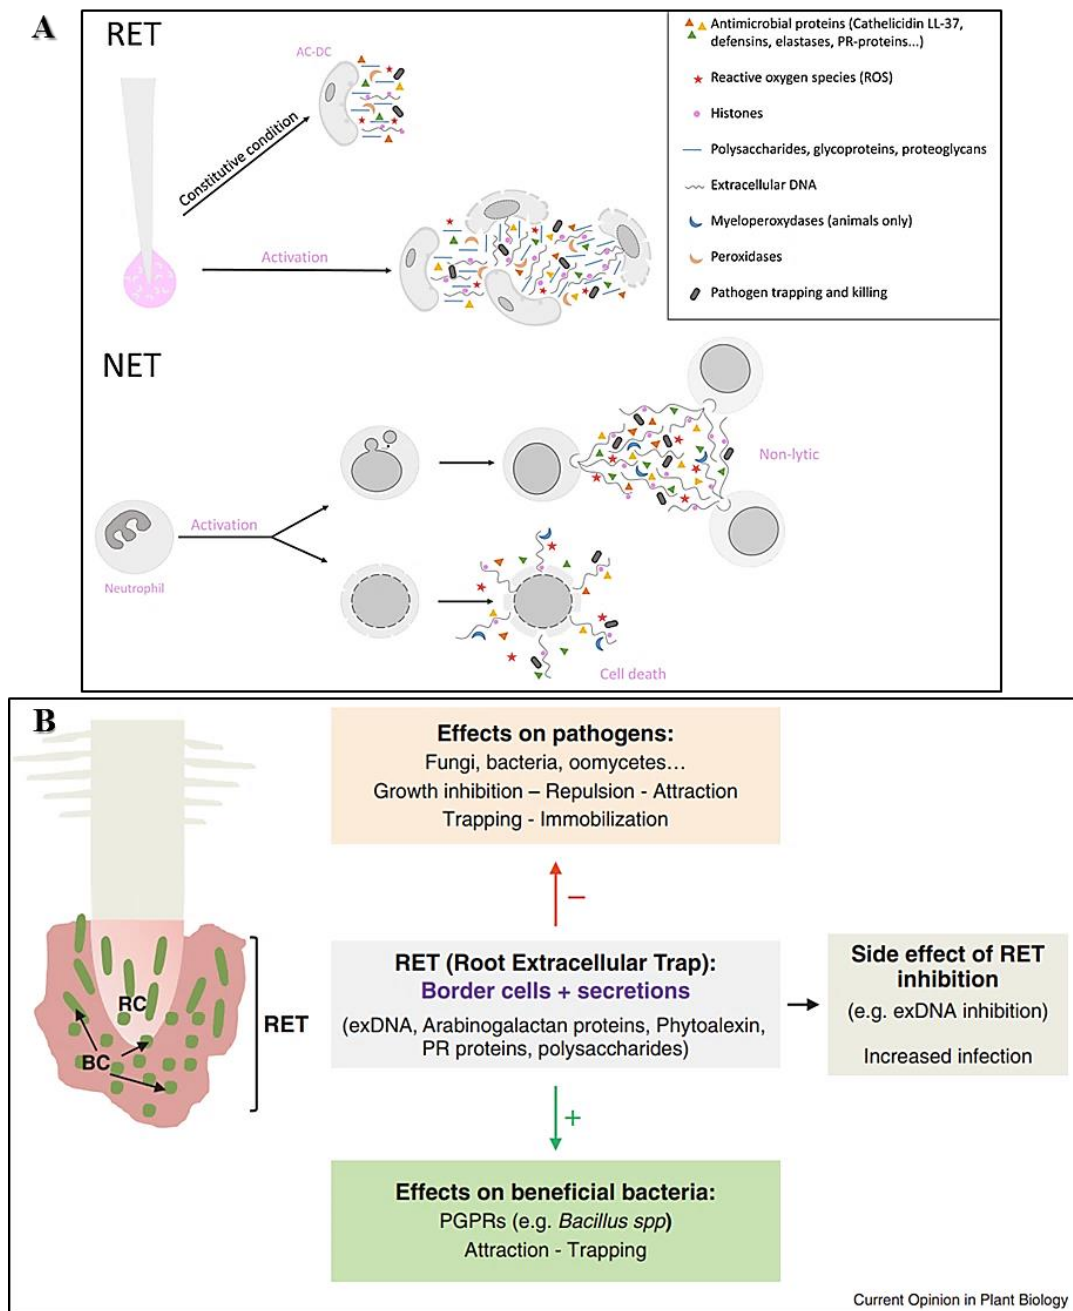 A
RET
AC-DC
Constitutive condition
Activation
Antimicrobial proteins (Cathelicidin LL-37,
defensins, elastases, PR-proteins...)
Reactive oxygen species (ROS)
Histones
Polysaccharides, glycoproteins, proteoglycans
Extracellular DNA
Myeloperoxydases (animals only)
Peroxidases
Pathogen trapping and killing
NET
Neutrophil
Activation
Non-lytic
Cell death
B
RC
BC
RET
Effects on pathogens:
Fungi, bacteria, oomycetes…
Growth inhibition – Repulsion - Attraction
Trapping - Immobilization
−
RET (Root Extracellular Trap):
Border cells + secretions
(exDNA, Arabinogalactan proteins, Phytoalexin,
PR proteins, polysaccharides)
Side effect of RET
inhibition
(e.g. exDNA inhibition)
Increased infection
+
Effects on beneficial bacteria:
PGPRs (e.g. Bacillus spp)
Attraction - Trapping
Current Opinion in Plant Biology